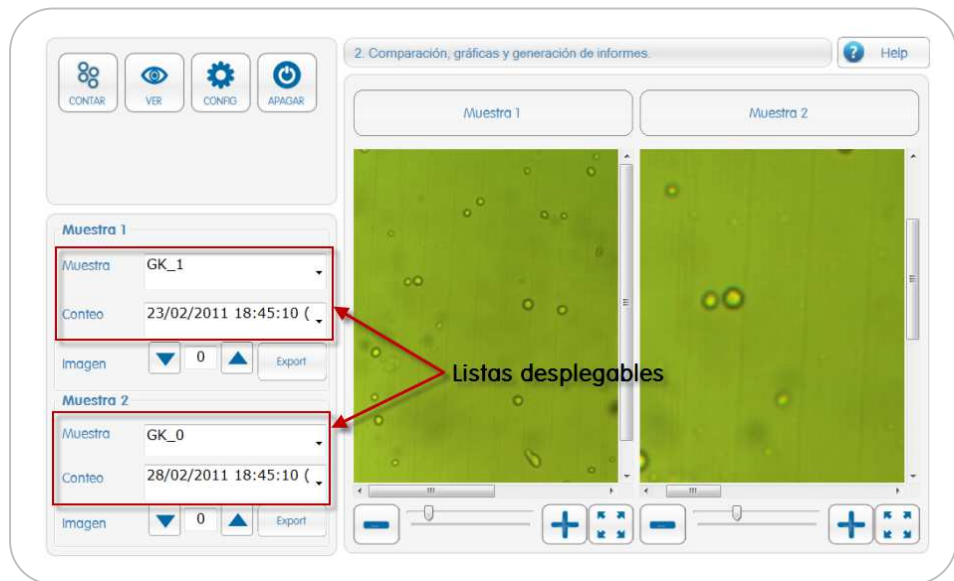 2. Comparación, gráficas y generación de informes.
Help
CONTAR
VER
CONFIG
APAGAR
Muestra 1
Muestra 2
Muestra 1
Muestra
GK_1
Conteo
23/02/2011 18:45:10 (
Imagen
0
Export
Listas desplegables
Muestra 2
Muestra
GK_0
Conteo
28/02/2011 18:45:10 (
Imagen
0
Export